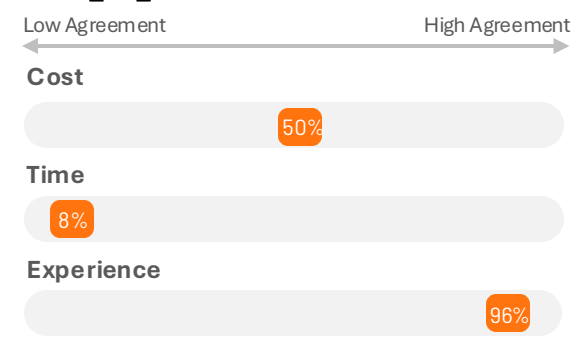 Low Agreement
High Agreement
Cost
50%
Time
8%
Experience
96%